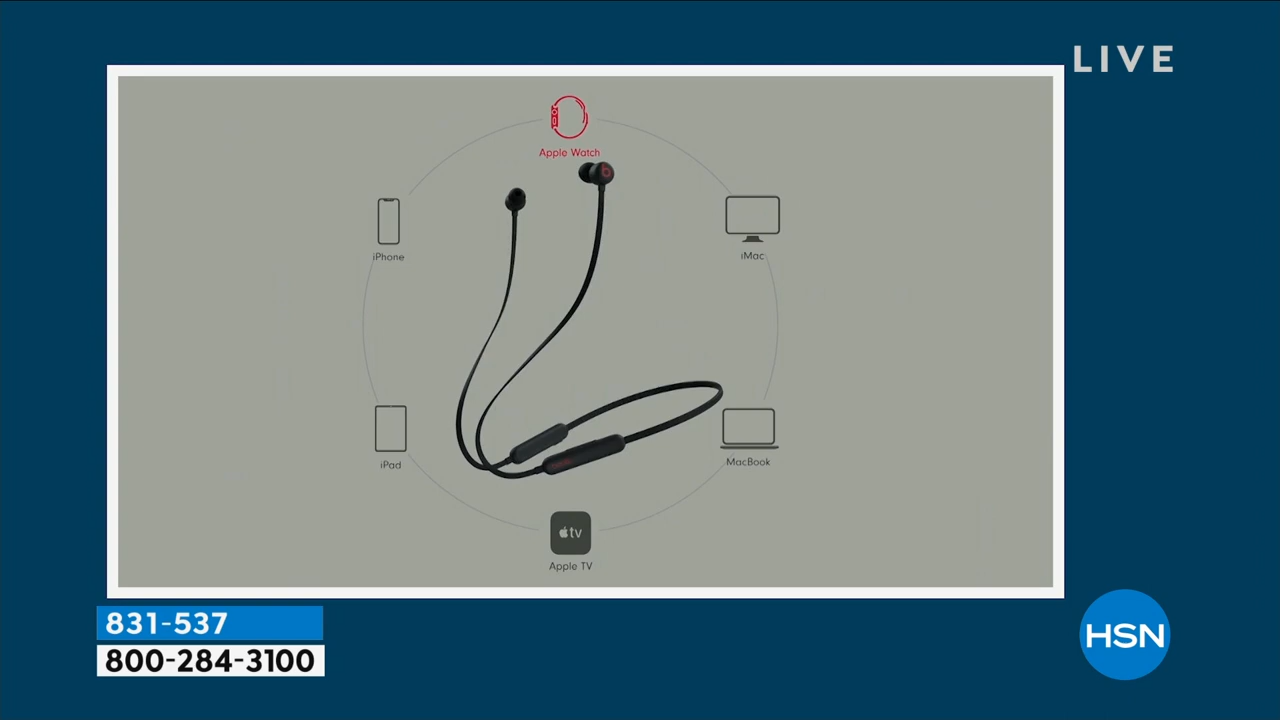 LIVE
Apple Watch
iPhone
iMac
iPad
MacBook
tv
Apple TV
831-537
800-284-3100
HSN